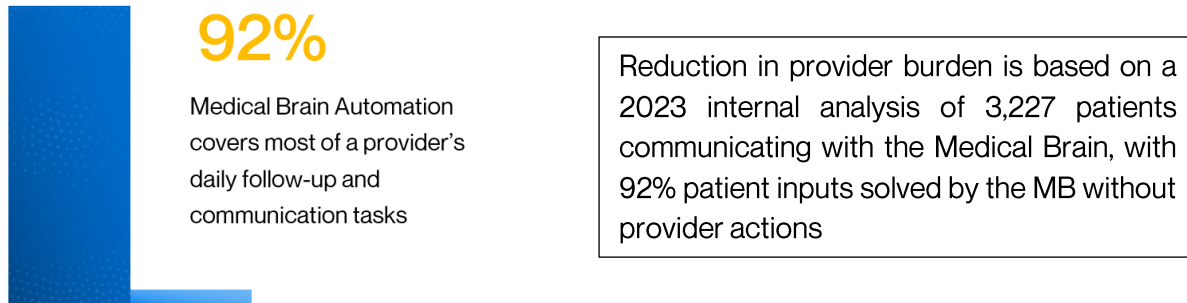 92%
Medical Brain Automation
covers most of a provider’s
daily follow-up and
communication tasks
Reduction in provider burden is based on a
2023 internal analysis of 3,227 patients
communicating with the Medical Brain, with
92% patient inputs solved by the MB without
provider actions